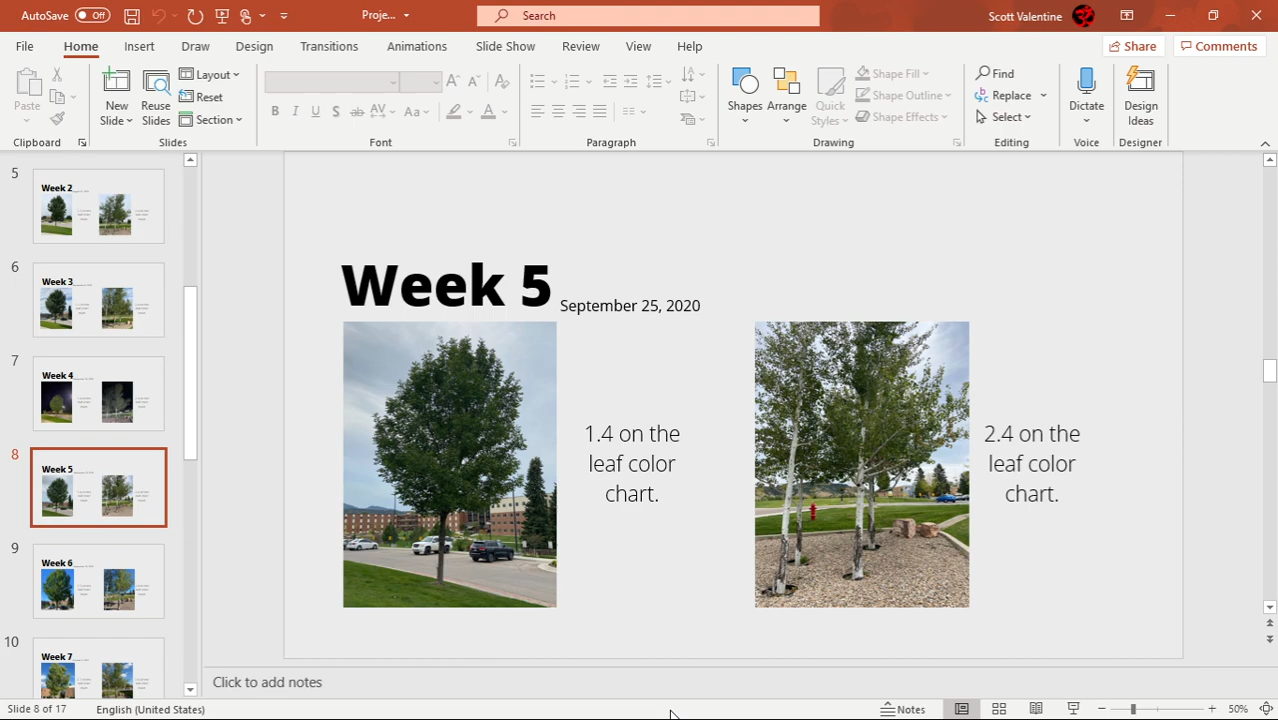 AutoSave Off Proje... Search Scott Valentine
File Home Insert Draw Design Transitions Animations Slide Show Review View Help Share Comments
Paste New Slide Reuse Slides Layout Reset Section
B I U S ab AV Aa A A A A
Shapes Arrange Quick Styles Shape Fill Shape Outline Shape Effects
Find Replace Select Dictate Design Ideas
Clipboard Slides Font Paragraph Drawing Editing Voice Designer
5 Week 2
6 Week 3
7 Week 4
8 Week 5
9 Week 6
10 Week 7
Week 5 September 25, 2020
1.4 on the
leaf color
chart.
2.4 on the
leaf color
chart.
Click to add notes
Slide 8 of 17 English (United States) Notes 50%